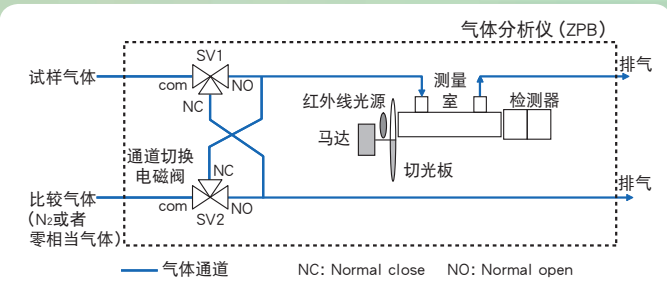 气体分析仪 (ZPB)
SV1
试样气体
com
NO
NC
排气
测量
室
红外线光源
检测器
马达
切光板
通道切换
电磁阀
NC
排气
比较气体
(N2或者
零相当气体)
com
NO
SV2
气体通道
NC: Normal close
NO: Normal open